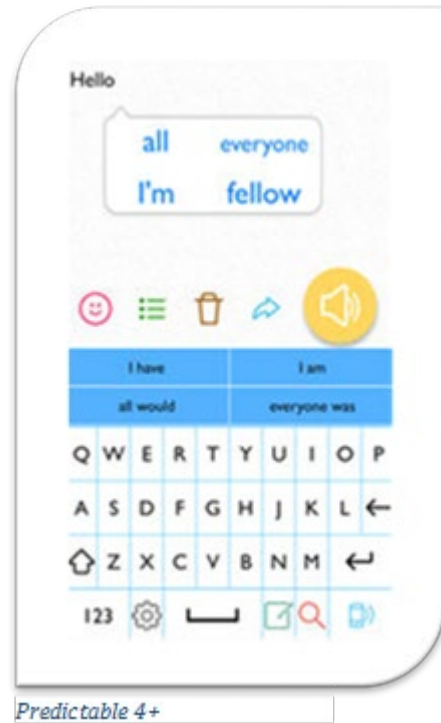 Hello
all everyone
I'm fellow
I have I am
all would everyone was
Q W E R T Y U I O P
A S D F G H J K L
Z X C V B N M
123
Predictable 4+